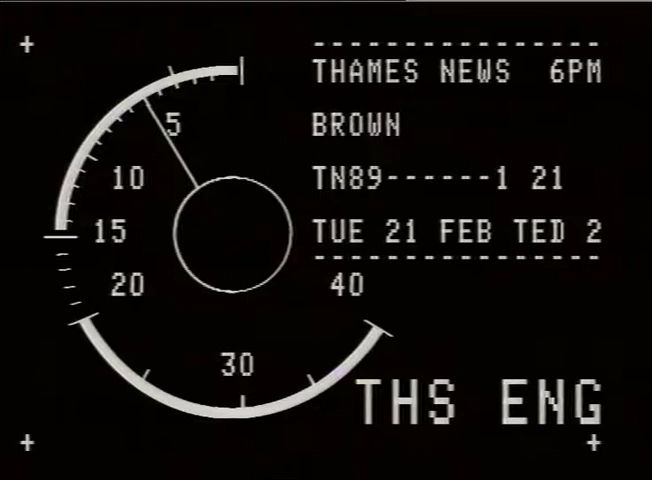 THAMES NEWS 6PM
BROWN
TN89------1 21
TUE 21 FEB TED 2
5
10
15
20
40
30
THS ENG